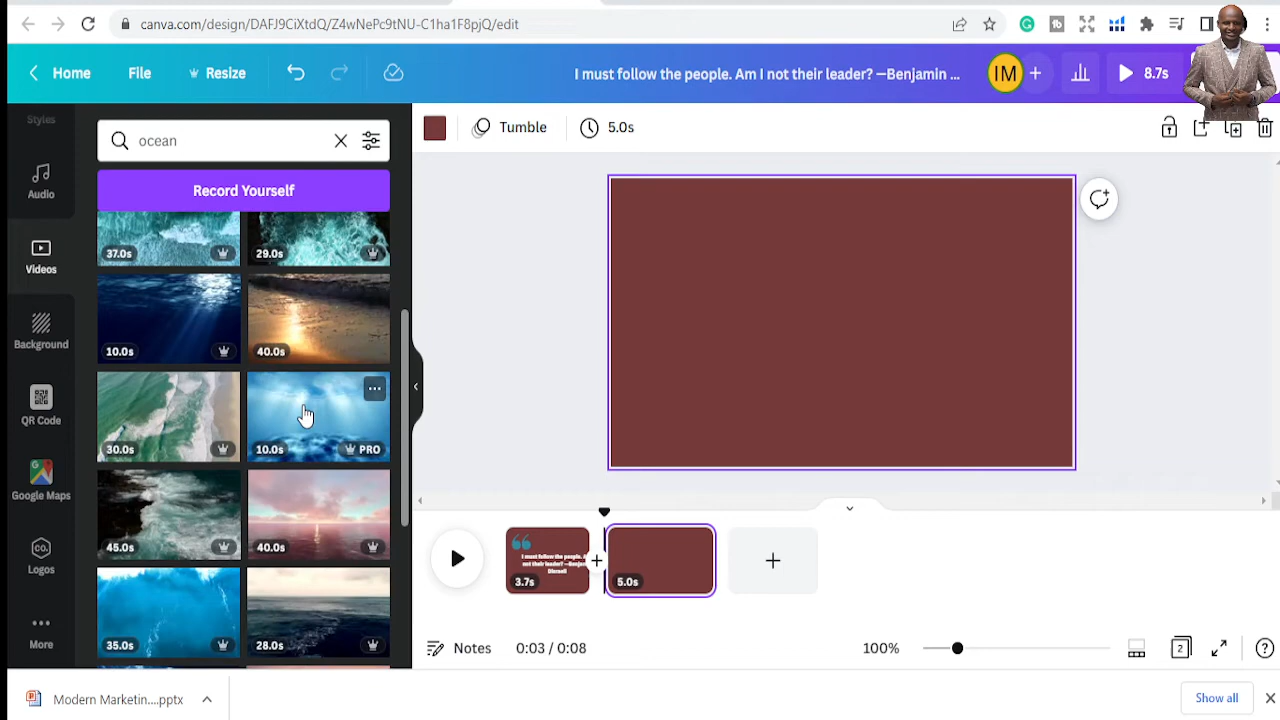 canva.com/design/DAFJ9CiXtdQ/Z4wNePc9tNU-C1ha1F8pjQ/edit
Home
File
Resize
I must follow the people. Am I not their leader? —Benjamin ...
IM
8.7s
Styles
ocean
Tumble
5.0s
Record Yourself
Audio
Videos
Background
QR Code
Google Maps
CO.
Logos
More
37.0s
29.0s
10.0s
40.0s
30.0s
10.0s
PRO
45.0s
40.0s
35.0s
28.0s
3.7s
5.0s
Notes
0:03 / 0:08
100%
2
Modern Marketin....pptx
Show all